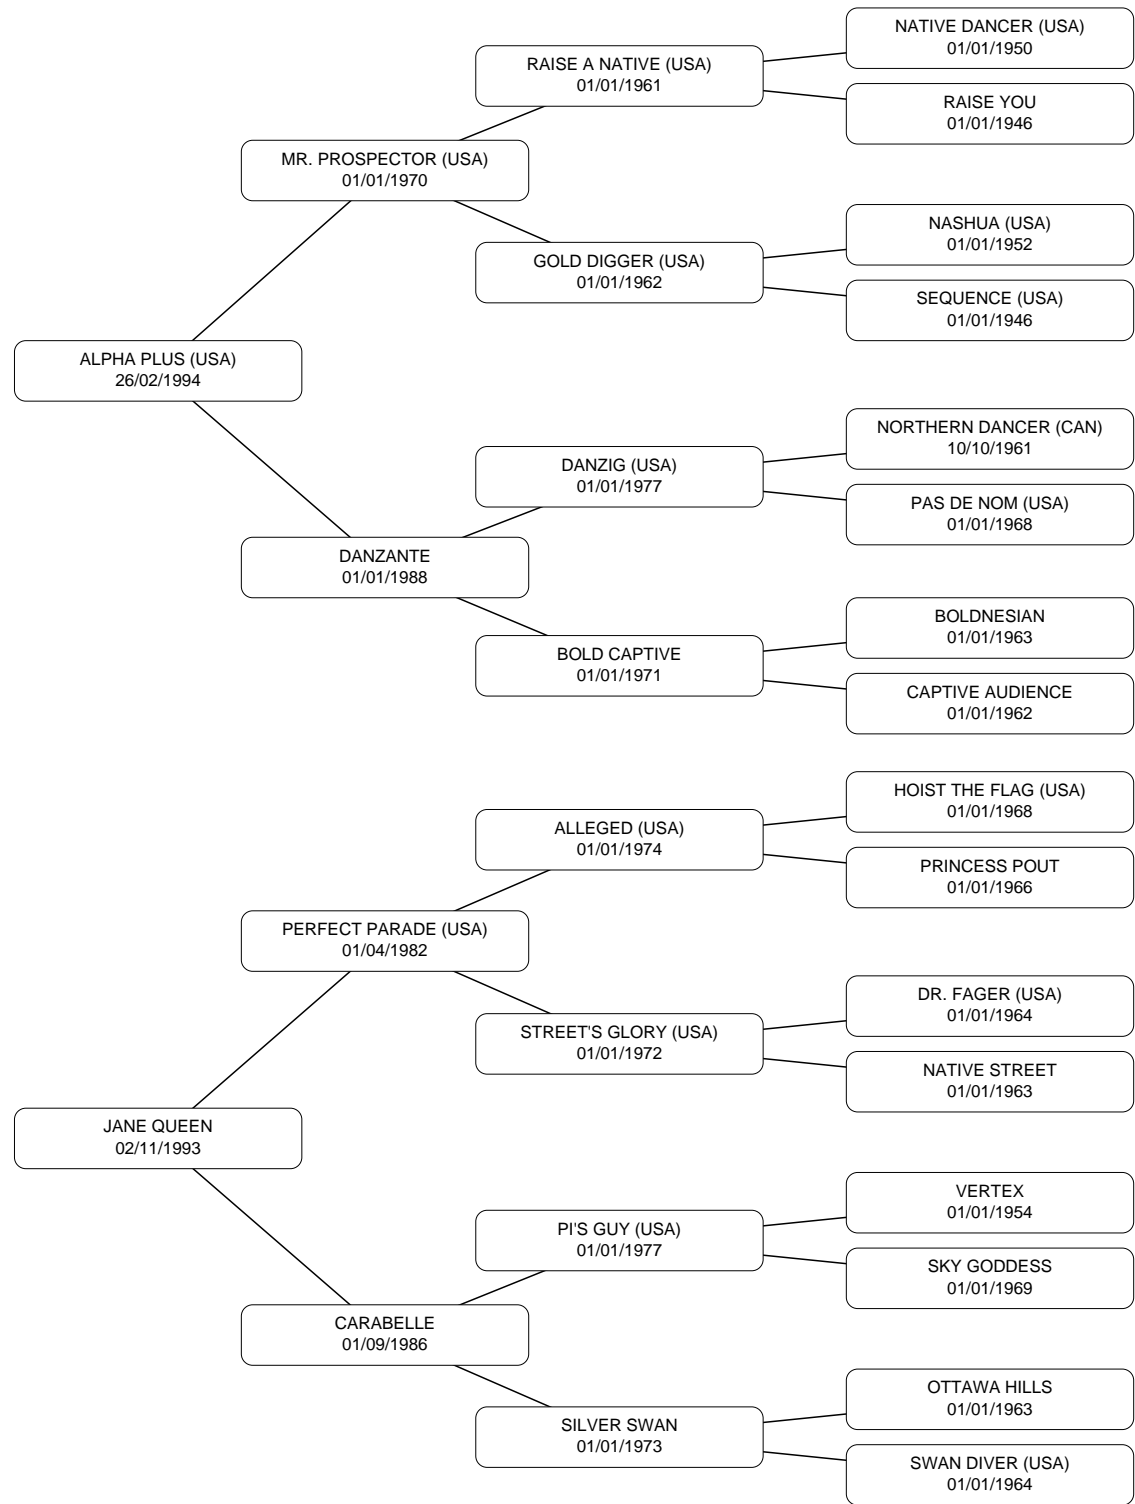 NATIVE DANCER (USA)
01/01/1950
RAISE A NATIVE (USA)
01/01/1961
RAISE YOU
01/01/1946
MR. PROSPECTOR (USA)
01/01/1970
NASHUA (USA)
01/01/1952
GOLD DIGGER (USA)
01/01/1962
SEQUENCE (USA)
01/01/1946
ALPHA PLUS (USA)
26/02/1994
NORTHERN DANCER (CAN)
10/10/1961
DANZIG (USA)
01/01/1977
PAS DE NOM (USA)
01/01/1968
DANZANTE
01/01/1988
BOLDNESIAN
01/01/1963
BOLD CAPTIVE
01/01/1971
CAPTIVE AUDIENCE
01/01/1962
HOIST THE FLAG (USA)
01/01/1968
ALLEGED (USA)
01/01/1974
PRINCESS POUT
01/01/1966
PERFECT PARADE (USA)
01/04/1982
DR. FAGER (USA)
01/01/1964
STREET'S GLORY (USA)
01/01/1972
NATIVE STREET
01/01/1963
JANE QUEEN
02/11/1993
VERTEX
01/01/1954
PI'S GUY (USA)
01/01/1977
SKY GODDESS
01/01/1969
CARABELLE
01/09/1986
OTTAWA HILLS
01/01/1963
SILVER SWAN
01/01/1973
SWAN DIVER (USA)
01/01/1964